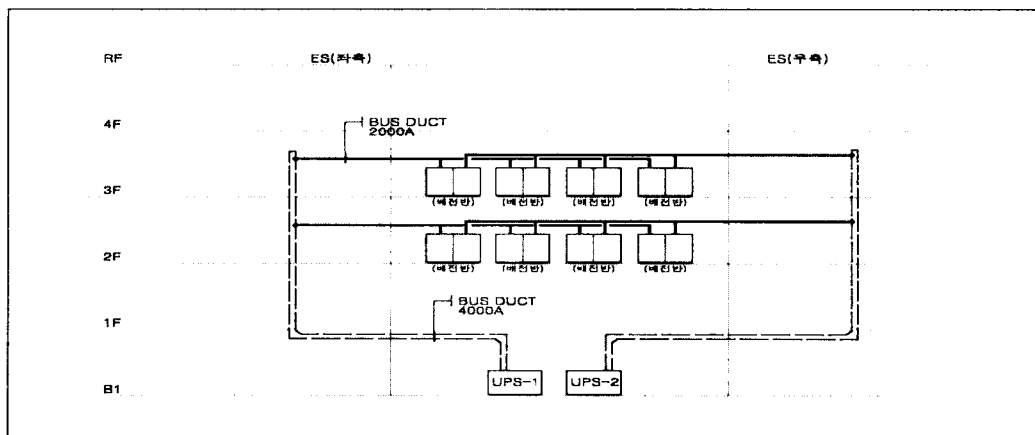 RF
ES(좌측)
ES(우측)
4F
BUS DUCT
2000A
3F
(배전반) (배전반) (배전반) (배전반)
2F
(배전반) (배전반) (배전반) (배전반)
BUS DUCT
4000A
1F
UPS-1
UPS-2
B1